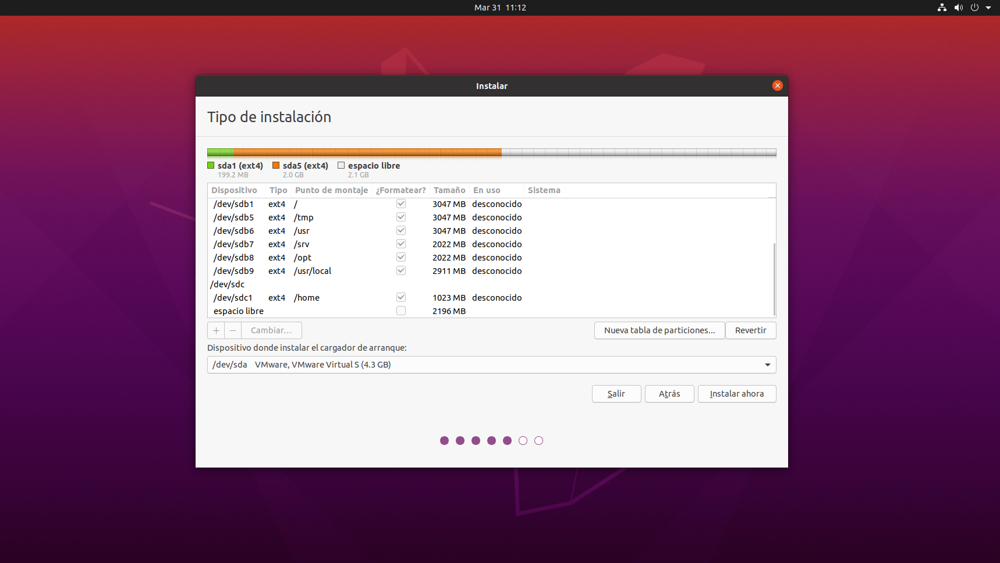 Mar 31 11:12
Instalar
Tipo de instalación
sda1 (ext4) sda5 (ext4) espacio libre
199.2 MB 2.0 GB 2.1 GB
Dispositivo Tipo Punto de montaje ¿Formatear? Tamaño En uso Sistema
/dev/sdb1 ext4 / 3047 MB desconocido
/dev/sdb5 ext4 /tmp 3047 MB desconocido
/dev/sdb6 ext4 /usr 3047 MB desconocido
/dev/sdb7 ext4 /srv 2022 MB desconocido
/dev/sdb8 ext4 /opt 2022 MB desconocido
/dev/sdb9 ext4 /usr/local 2911 MB desconocido
/dev/sdc
/dev/sdc1 ext4 /home 1023 MB desconocido
espacio libre 2196 MB
+ − Cambiar... Nueva tabla de particiones... Revertir
Dispositivo donde instalar el cargador de arranque:
/dev/sda VMware, VMware Virtual S (4.3 GB)
Salir Atrás Instalar ahora